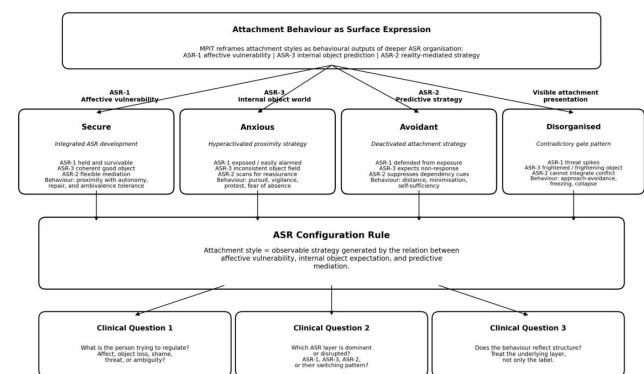 Attachment Behaviour as Surface Expression
MPIT reframes attachment styles as behavioural outputs of deeper ASR organisation:
ASR-1 affective vulnerability | ASR-3 internal object prediction | ASR-2 reality-mediated strategy
ASR-1
Affective vulnerability
ASR-3
Internal object world
ASR-2
Predictive strategy
Visible attachment
presentation
Secure
Integrated ASR development
ASR-1 held and survivable
ASR-3 coherent good object
ASR-2 flexible mediation
Behaviour: proximity with autonomy,
repair, and ambivalence tolerance
Anxious
Hyperactivated proximity strategy
ASR-1 exposed / easily alarmed
ASR-3 inconsistent object field
ASR-2 scans for reassurance
Behaviour: pursuit, vigilance,
protest, fear of absence
Avoidant
Deactivated attachment strategy
ASR-1 defended from exposure
ASR-3 expects non-response
ASR-2 suppresses dependency cues
Behaviour: distance, minimisation,
self-sufficiency
Disorganised
Contradictory gate pattern
ASR-1 threat spikes
ASR-3 frightened / frightening object
ASR-2 cannot integrate conflict
Behaviour: approach-avoidance,
freezing, collapse
ASR Configuration Rule
Attachment style = observable strategy generated by the relation between
affective vulnerability, internal object expectation, and predictive
mediation.
Clinical Question 1
What is the person trying to regulate?
Affect, object loss, shame,
threat, or ambiguity?
Clinical Question 2
Which ASR layer is dominant
or disrupted?
ASR-1, ASR-3, ASR-2,
or their switching pattern?
Clinical Question 3
Does the behaviour reflect structure?
Treat the underlying layer,
not only the label.